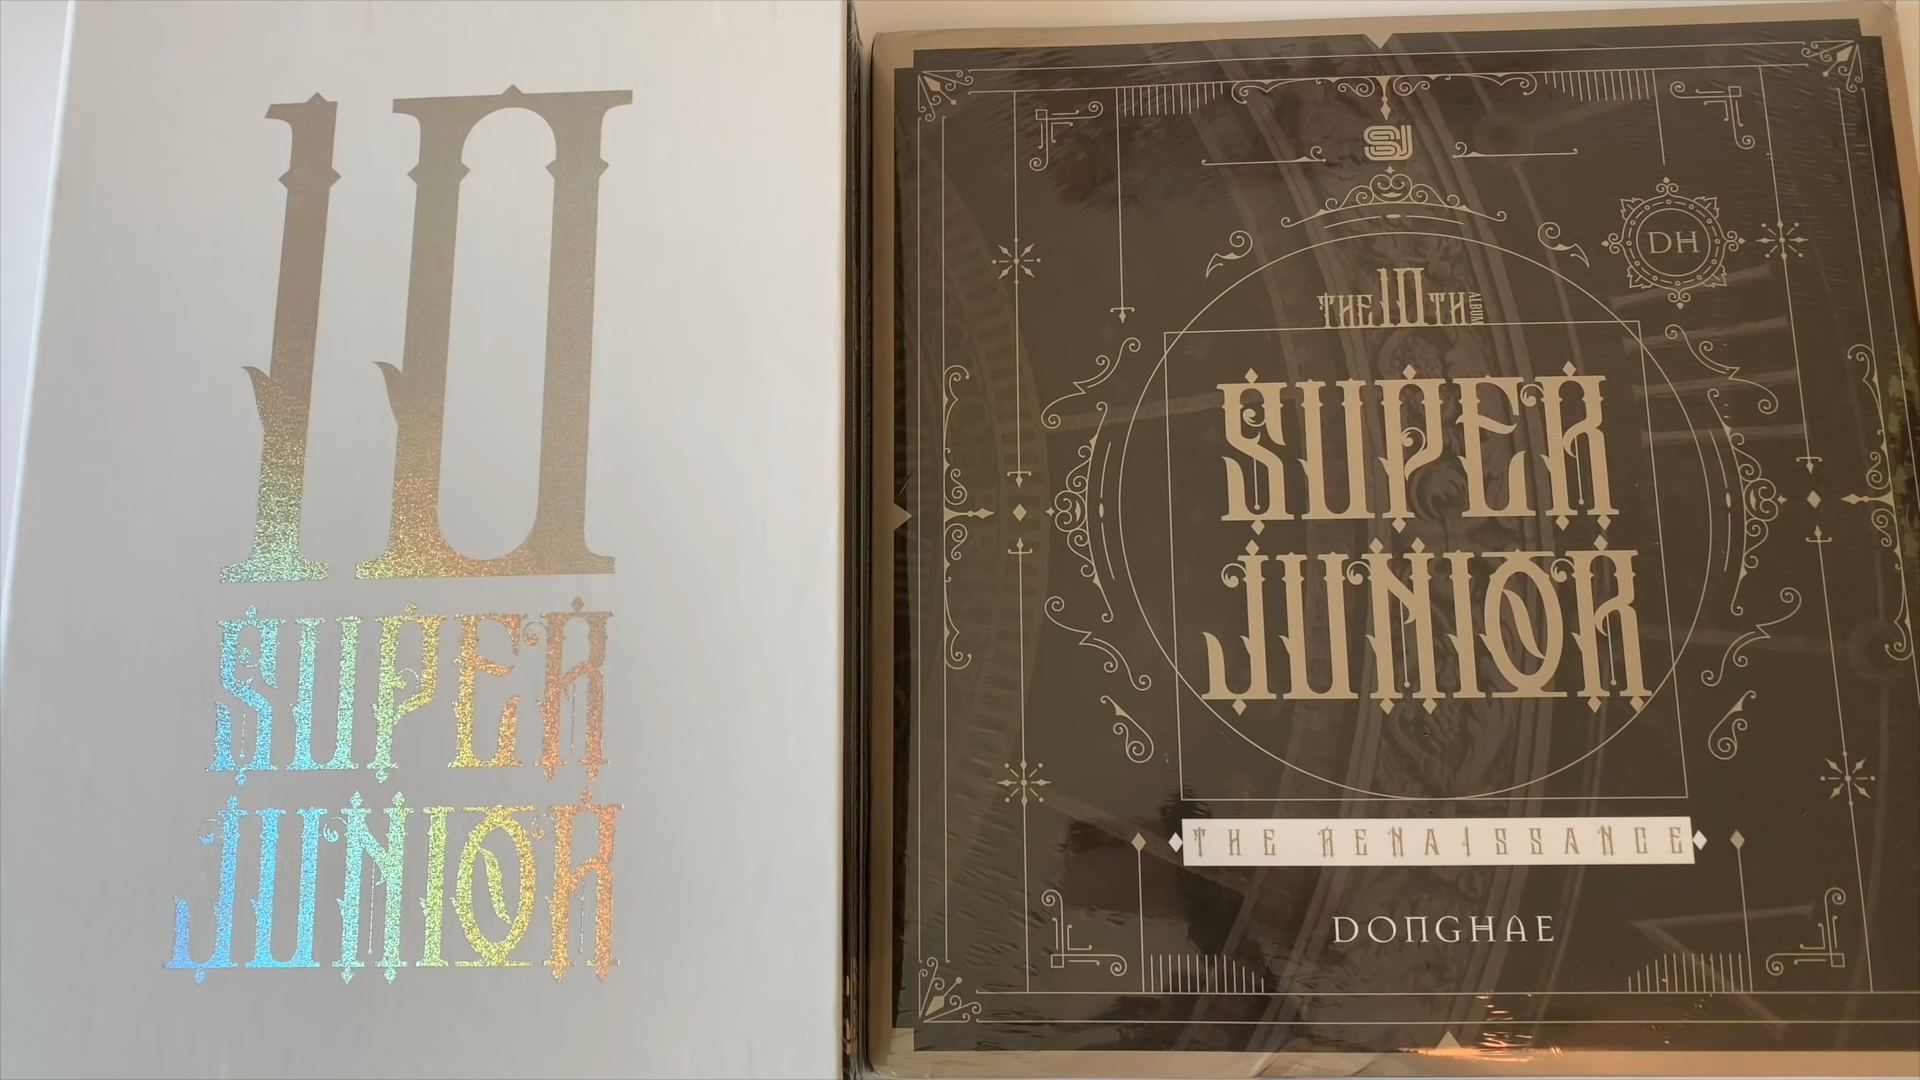 10
SUPER
JUNIOR
SJ
DH
THE 10TH ALBUM
SUPER
JUNIOR
THE RENAISSANCE
DONGHAE